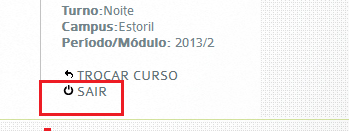 Turno:Noite
Campus:Estoril
Período/Módulo: 2013/2
TROCAR CURSO
SAIR